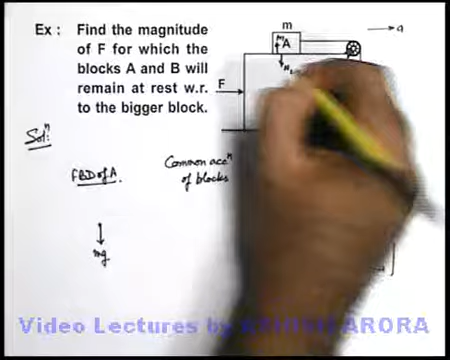 Ex : Find the magnitude
of F for which the
blocks A and B will
remain at rest w.r.
to the bigger block.
m
A
a
F
Solⁿ:
FBD of A.
Common accⁿ
of blocks
mg
Video Lectures by ASHISH ARORA